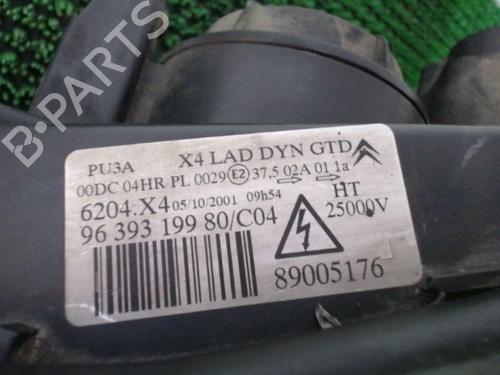 B-PARTS
PU3A X4 LAD DYN GTD
00DC 04HR PL 0029 E2 37,5 02A 01 1a
6204.X4 05/10/2001 09h54 HT
96 393 199 80/C04 25000V
89005176